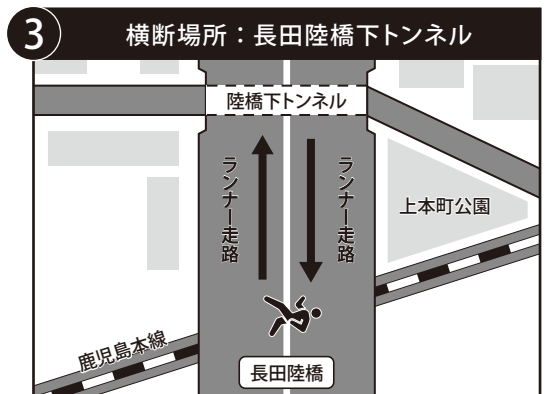 3
横断場所：長田陸橋下トンネル
陸橋下トンネル
ランナー走路
ランナー走路
上本町公園
鹿児島本線
長田陸橋